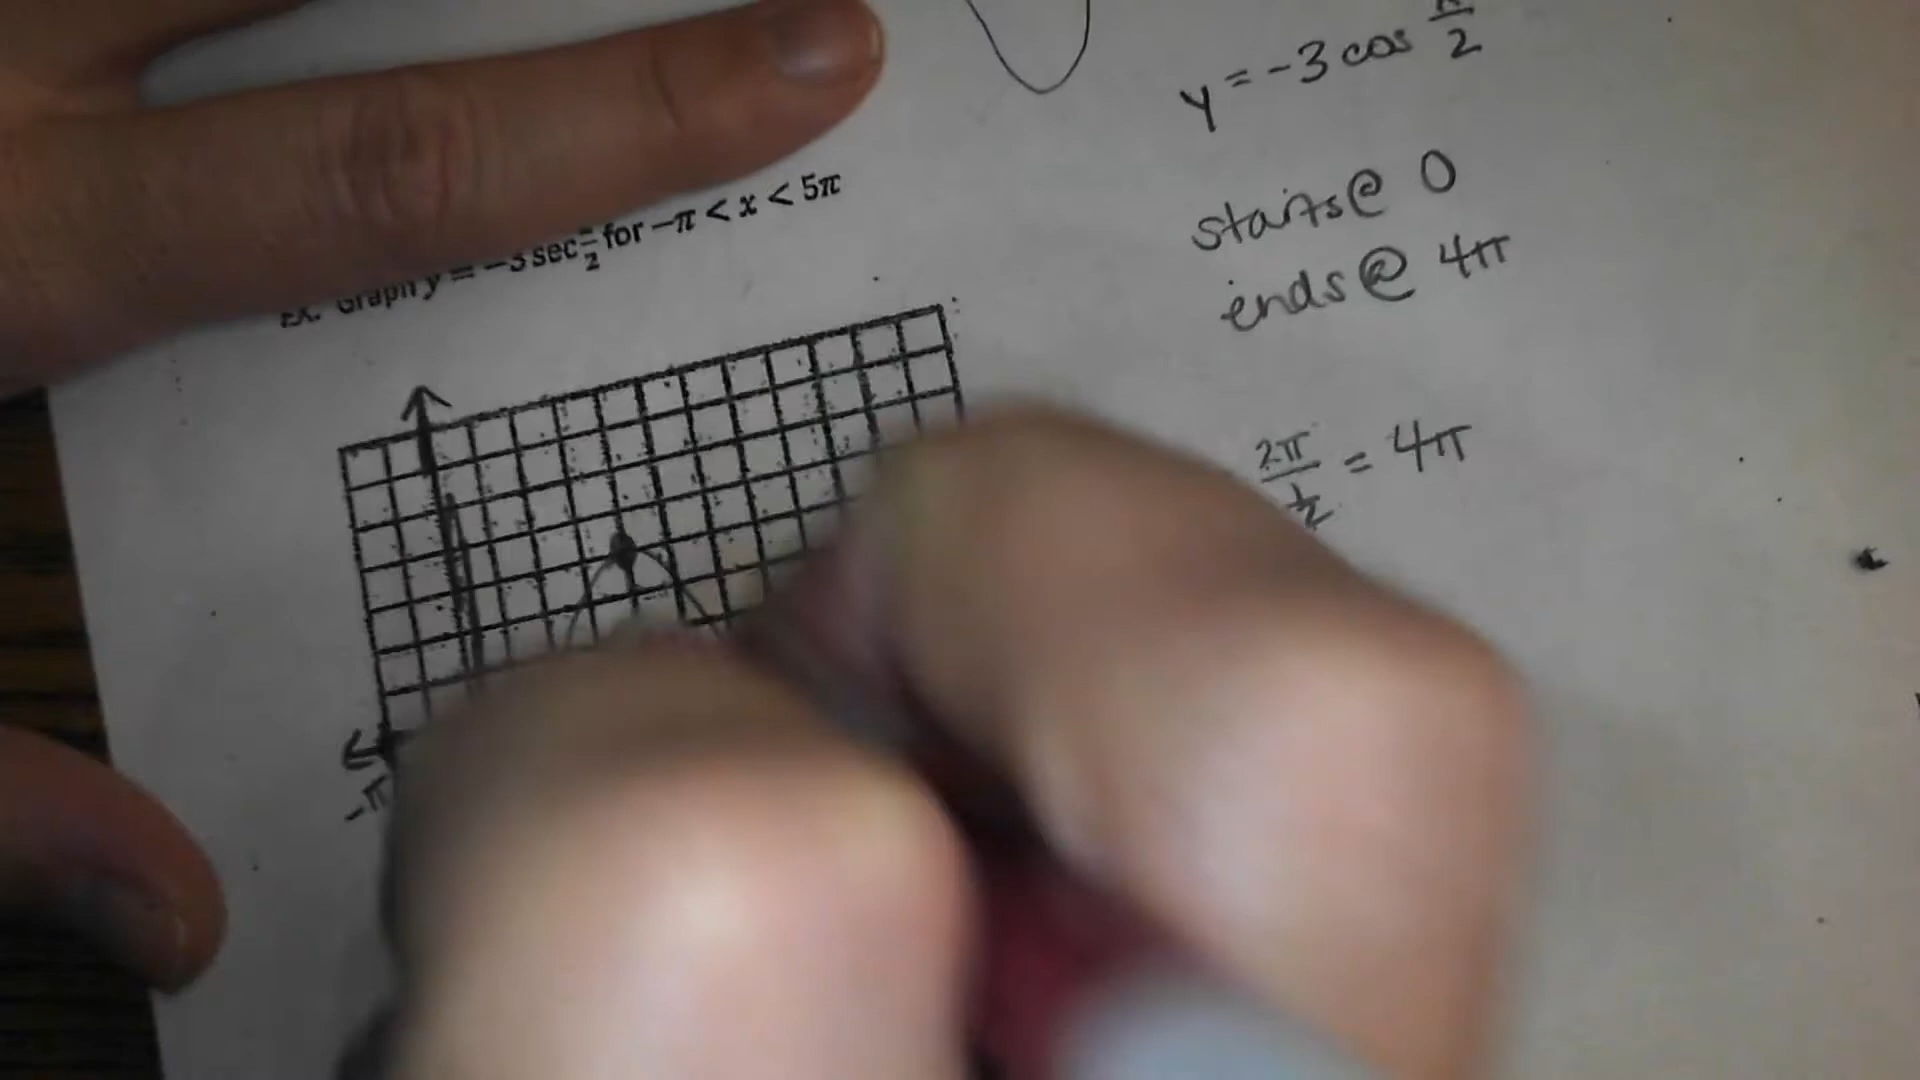 y = -3 cos x/2
starts@ 0
ends@ 4π
Ex. Graph y = -3 sec x/2 for -π < x < 5π
2π/½ = 4π
-π